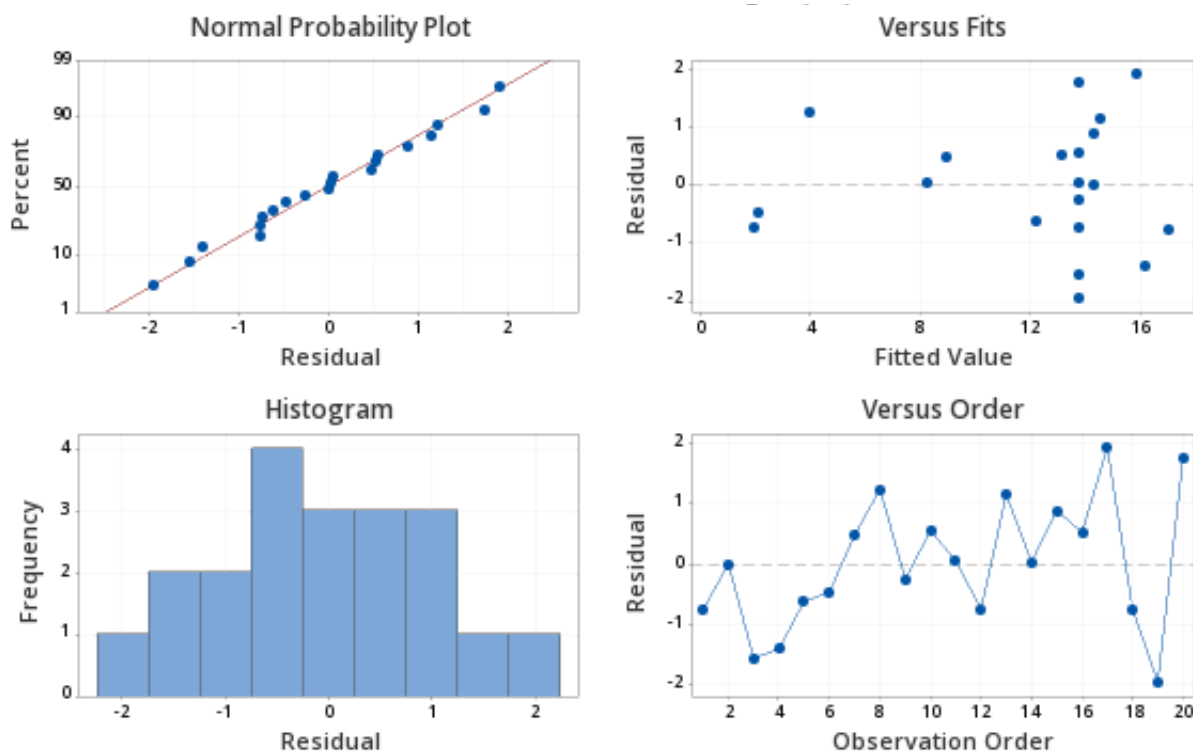 Normal Probability Plot
99
90
50
10
1
Percent
-2 -1 0 1 2
Residual
Versus Fits
2
1
0
-1
-2
Residual
0 4 8 12 16
Fitted Value
Histogram
4
3
2
1
0
Frequency
-2 -1 0 1 2
Residual
Versus Order
2
1
0
-1
-2
Residual
2 4 6 8 10 12 14 16 18 20
Observation Order